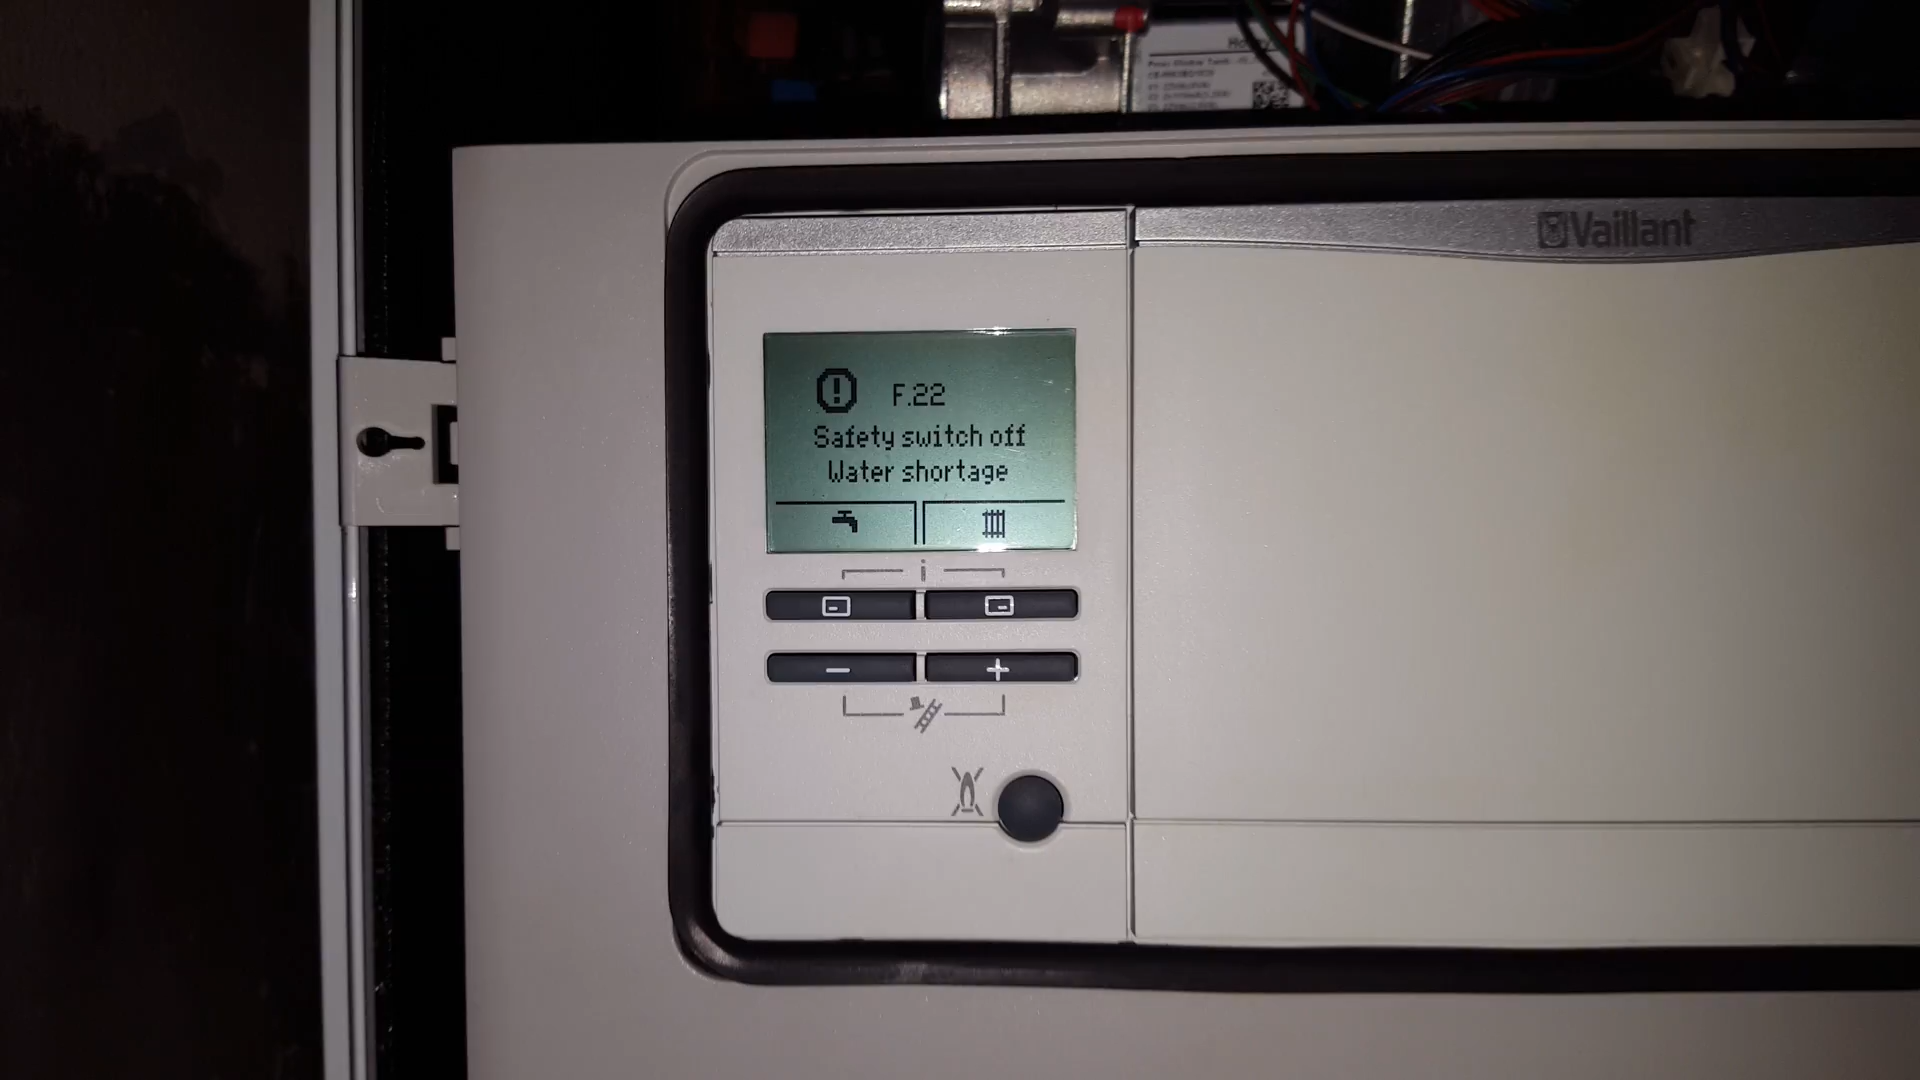 Vaillant
F.22
Safety switch off
Water shortage
i